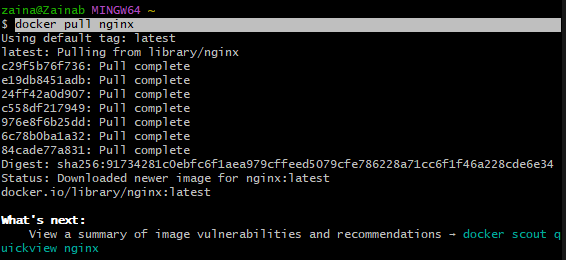 zaina@Zainab MINGW64 ~
$ docker pull nginx
Using default tag: latest
latest: Pulling from library/nginx
c29f5b76f736: Pull complete
e19db8451adb: Pull complete
24ff42a0d907: Pull complete
c558df217949: Pull complete
976e8f6b25dd: Pull complete
6c78b0ba1a32: Pull complete
84cade77a831: Pull complete
Digest: sha256:91734281c0ebfc6f1aea979cffeed5079cfe786228a71cc6f1f46a228cde6e34
Status: Downloaded newer image for nginx:latest
docker.io/library/nginx:latest
What's next:
View a summary of image vulnerabilities and recommendations → docker scout q
uickview nginx